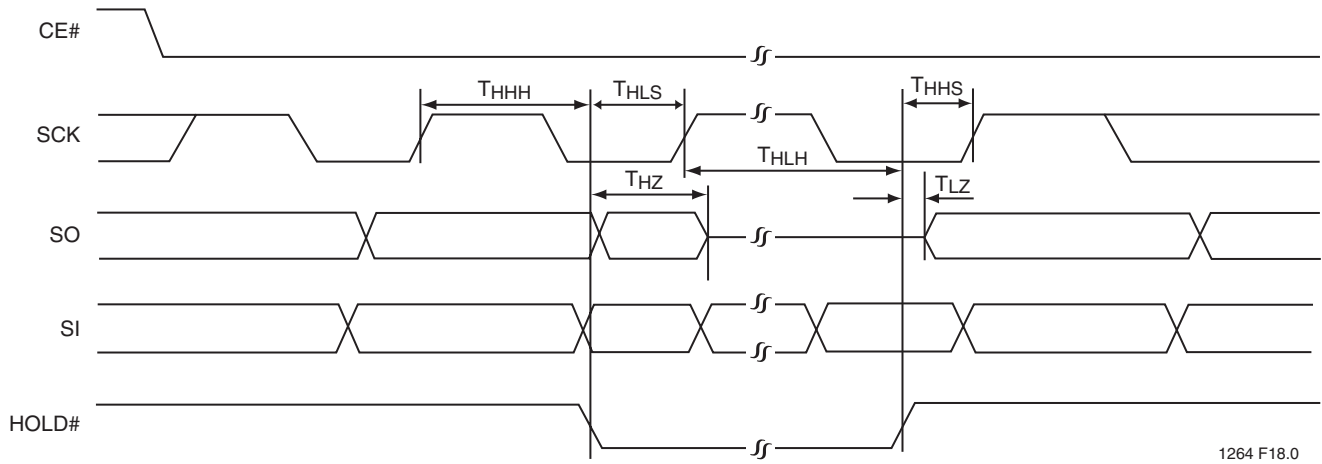 CE#
THHH
THLS
THHS
SCK
THLH
THZ
TLZ
SO
SI
HOLD#
1264 F18.0